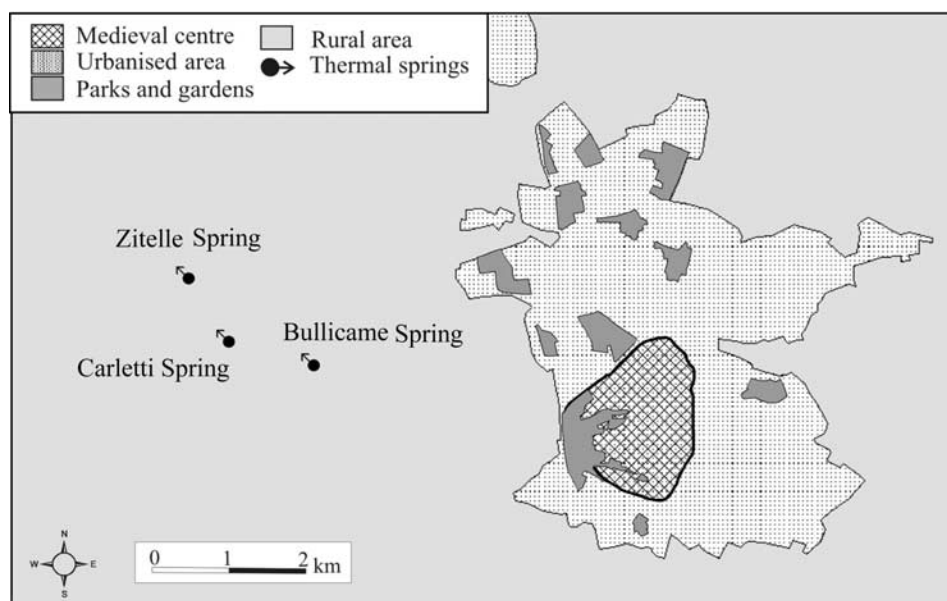 Medieval centre
Urbanised area
Parks and gardens
Rural area
Thermal springs
Zitelle Spring
Bullicame Spring
Carletti Spring
N
W E
S
0 1 2 km